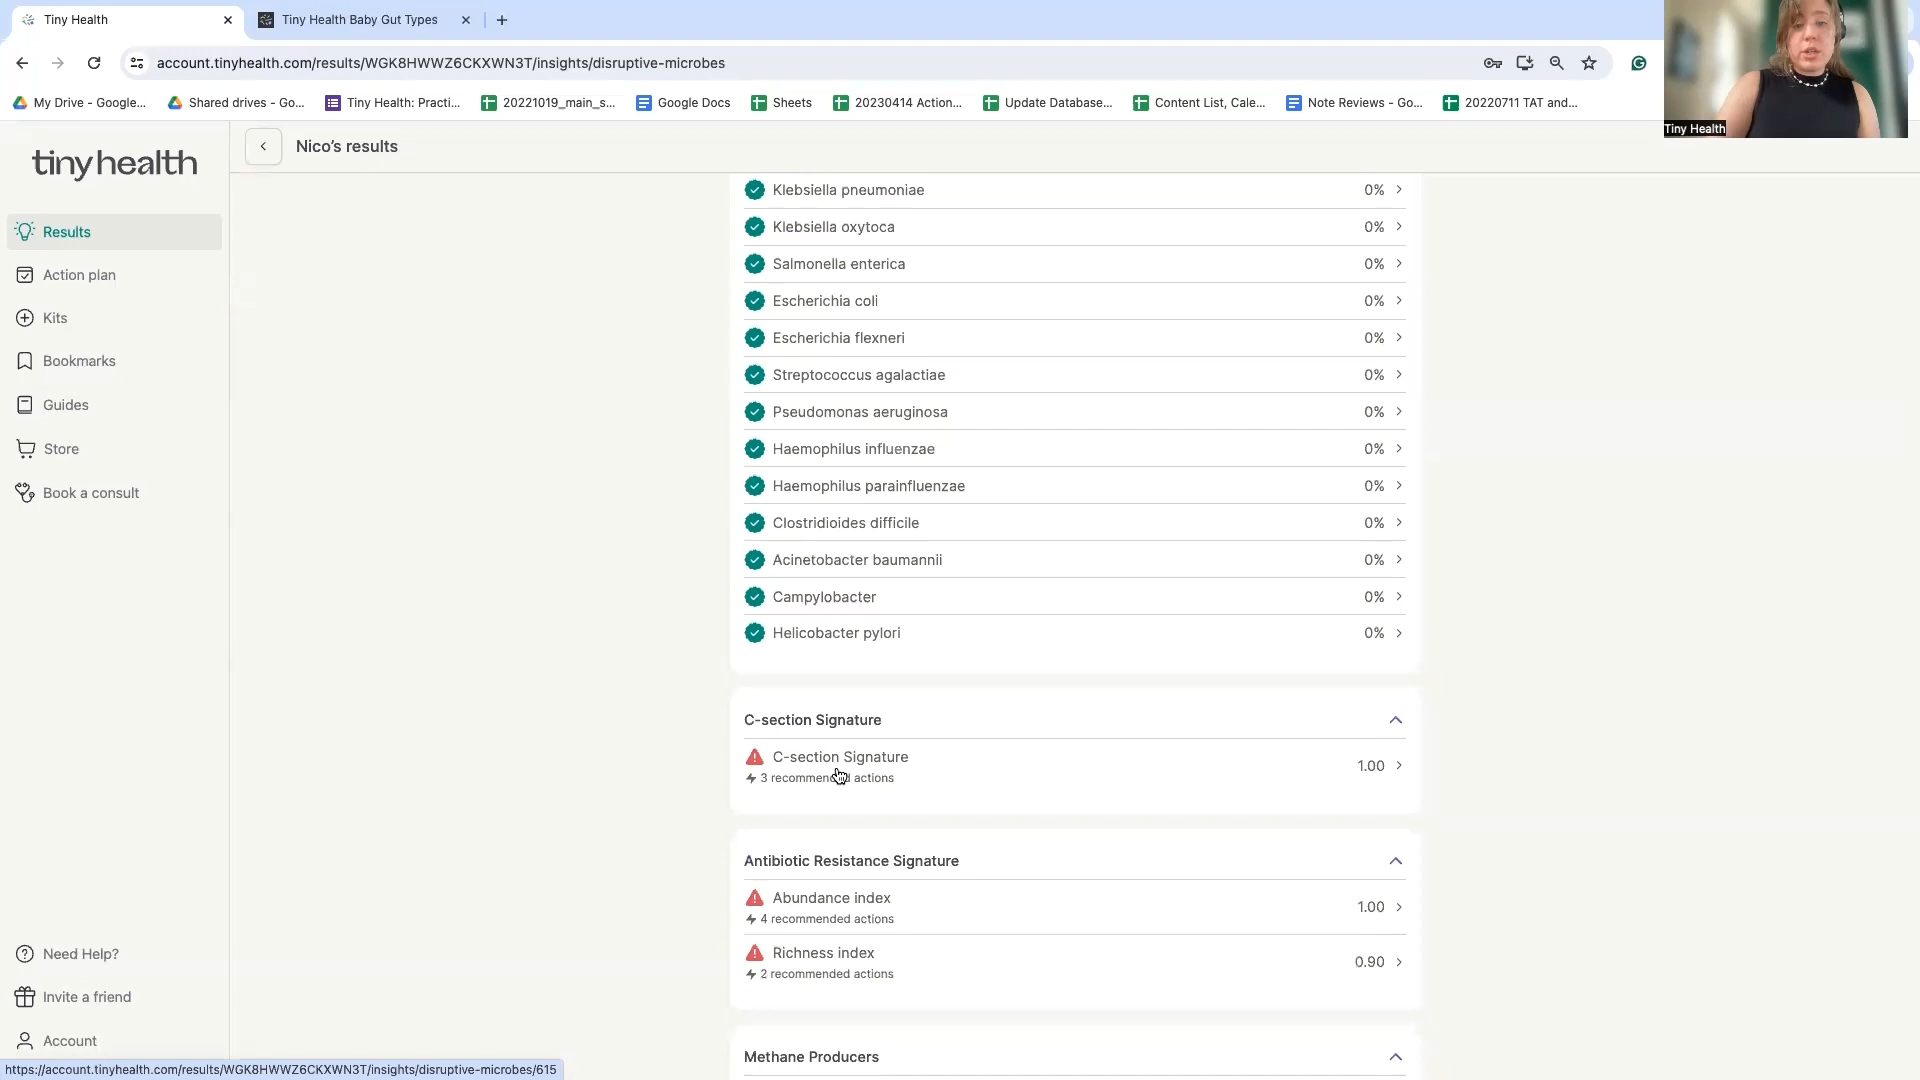 Tiny Health
Tiny Health Baby Gut Types
account.tinyhealth.com/results/WGK8HWWZ6CKXWN3T/insights/disruptive-microbes
My Drive - Google...
Shared drives - Go...
Tiny Health: Practi...
20221019_main_s...
Google Docs
Sheets
20230414 Action...
Update Database...
Content List, Cale...
Note Reviews - Go...
20220711 TAT and...
Tiny Health
tinyhealth
Nico's results
Results
Action plan
Kits
Bookmarks
Guides
Store
Book a consult
Need Help?
Invite a friend
Account
Klebsiella pneumoniae 0%
Klebsiella oxytoca 0%
Salmonella enterica 0%
Escherichia coli 0%
Escherichia flexneri 0%
Streptococcus agalactiae 0%
Pseudomonas aeruginosa 0%
Haemophilus influenzae 0%
Haemophilus parainfluenzae 0%
Clostridioides difficile 0%
Acinetobacter baumannii 0%
Campylobacter 0%
Helicobacter pylori 0%
C-section Signature
C-section Signature 1.00
3 recommended actions
Antibiotic Resistance Signature
Abundance index 1.00
4 recommended actions
Richness index 0.90
2 recommended actions
Methane Producers
https://account.tinyhealth.com/results/WGK8HWWZ6CKXWN3T/insights/disruptive-microbes/615